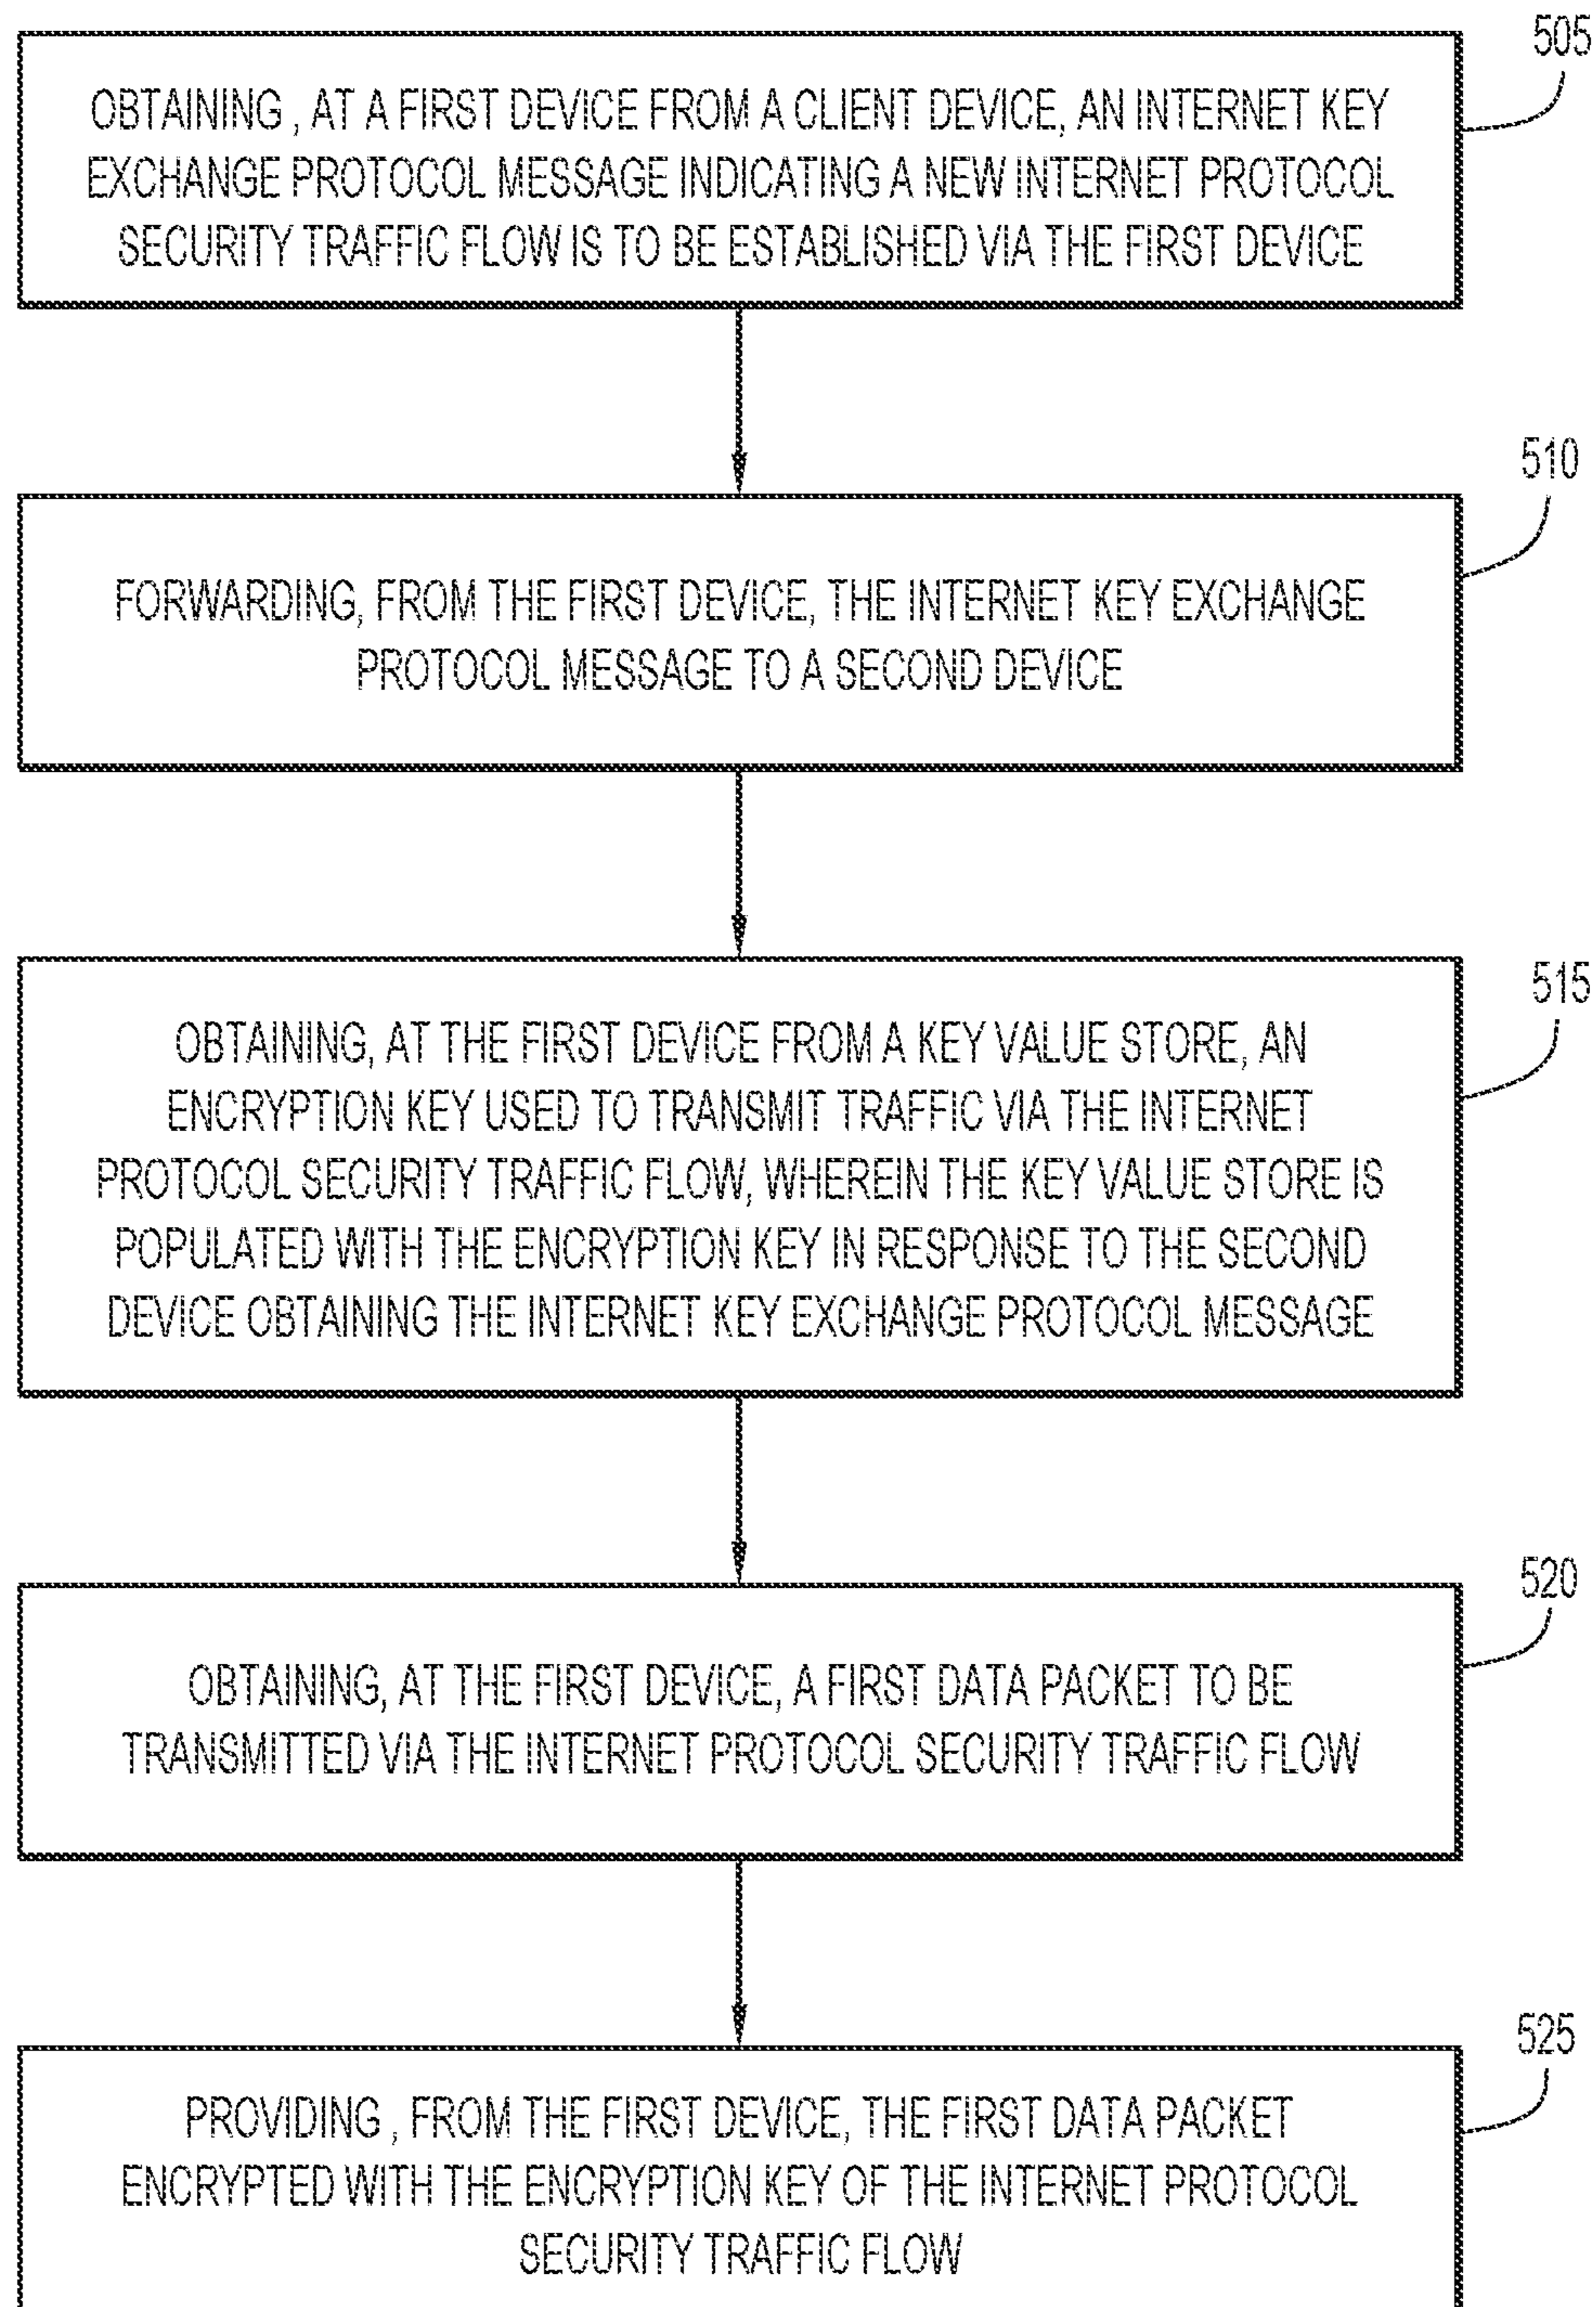 505
OBTAINING , AT A FIRST DEVICE FROM A CLIENT DEVICE, AN INTERNET KEY
EXCHANGE PROTOCOL MESSAGE INDICATING A NEW INTERNET PROTOCOL
SECURITY TRAFFIC FLOW IS TO BE ESTABLISHED VIA THE FIRST DEVICE
510
FORWARDING, FROM THE FIRST DEVICE, THE INTERNET KEY EXCHANGE
PROTOCOL MESSAGE TO A SECOND DEVICE
515
OBTAINING, AT THE FIRST DEVICE FROM A KEY VALUE STORE, AN
ENCRYPTION KEY USED TO TRANSMIT TRAFFIC VIA THE INTERNET
PROTOCOL SECURITY TRAFFIC FLOW, WHEREIN THE KEY VALUE STORE IS
POPULATED WITH THE ENCRYPTION KEY IN RESPONSE TO THE SECOND
DEVICE OBTAINING THE INTERNET KEY EXCHANGE PROTOCOL MESSAGE
520
OBTAINING, AT THE FIRST DEVICE, A FIRST DATA PACKET TO BE
TRANSMITTED VIA THE INTERNET PROTOCOL SECURITY TRAFFIC FLOW
525
PROVIDING , FROM THE FIRST DEVICE, THE FIRST DATA PACKET
ENCRYPTED WITH THE ENCRYPTION KEY OF THE INTERNET PROTOCOL
SECURITY TRAFFIC FLOW